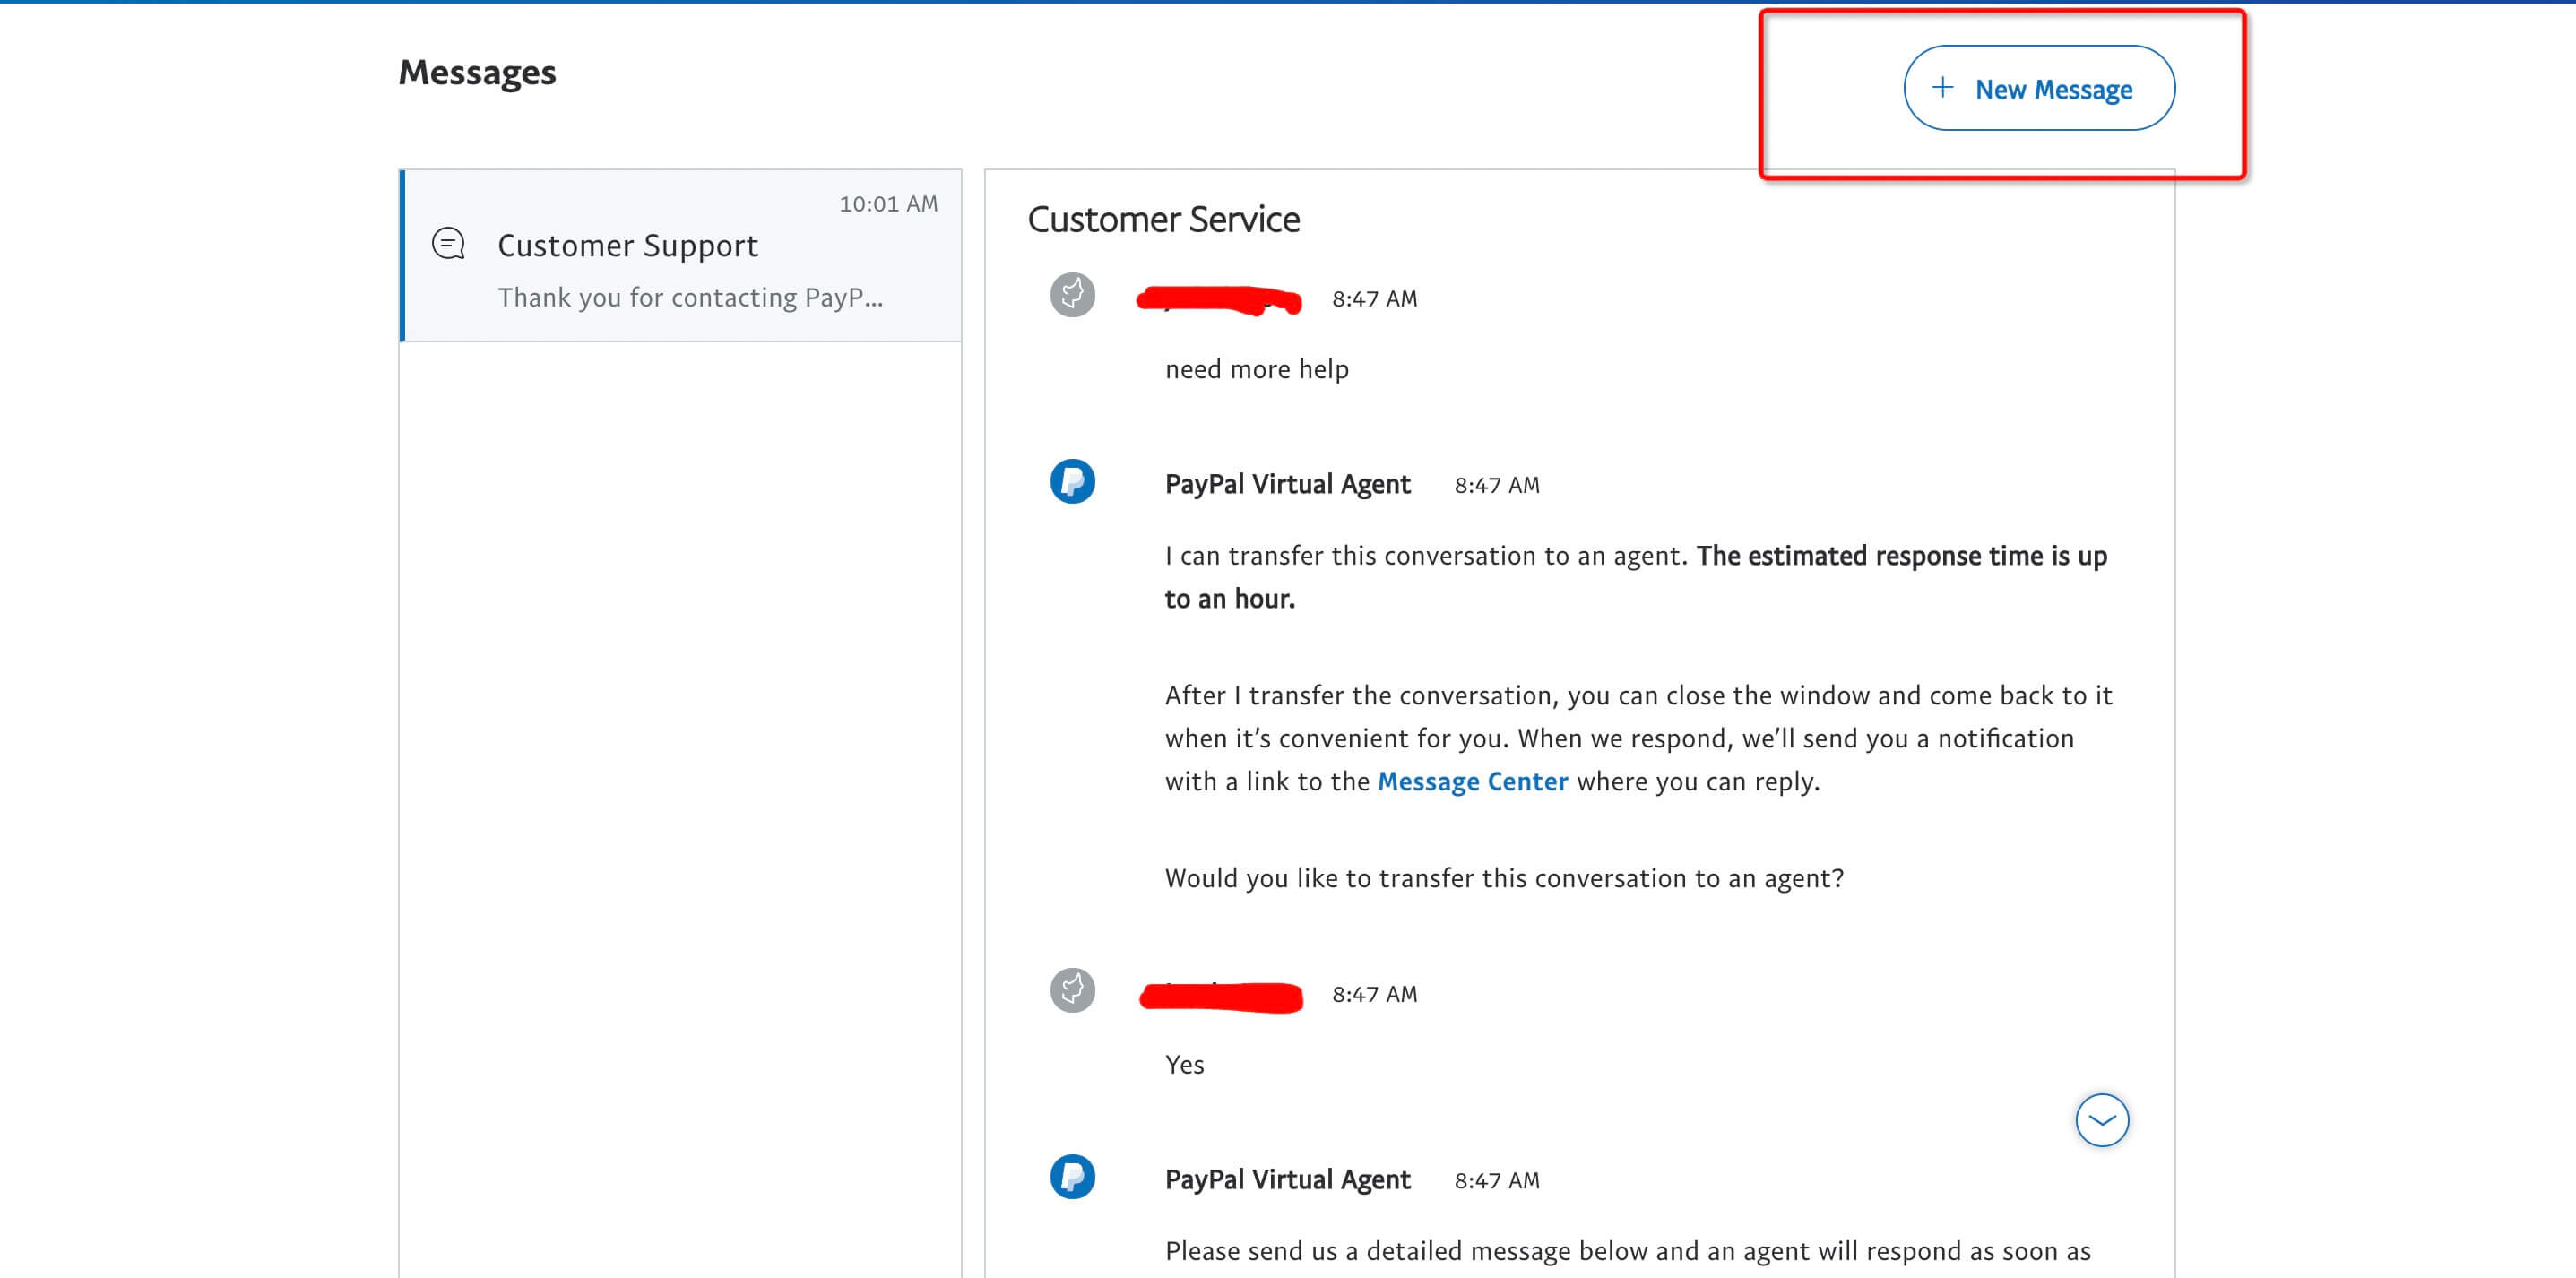 Messages
+ New Message
10:01 AM
Customer Support
Thank you for contacting PayP...
Customer Service
8:47 AM
need more help
PayPal Virtual Agent 8:47 AM
I can transfer this conversation to an agent. The estimated response time is up
to an hour.
After I transfer the conversation, you can close the window and come back to it
when it’s convenient for you. When we respond, we’ll send you a notification
with a link to the Message Center where you can reply.
Would you like to transfer this conversation to an agent?
8:47 AM
Yes
PayPal Virtual Agent 8:47 AM
Please send us a detailed message below and an agent will respond as soon as